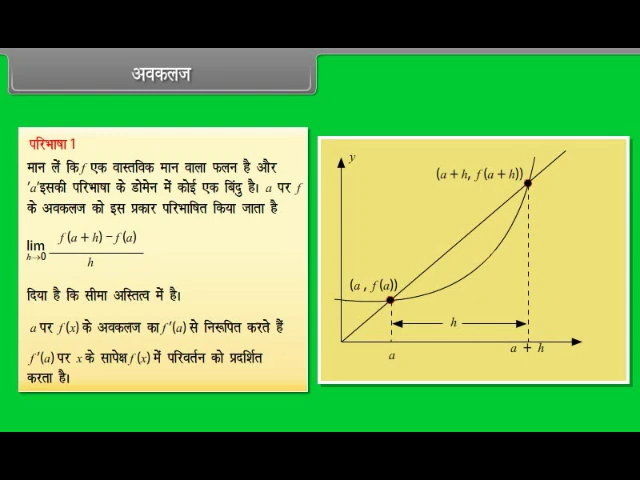 अवकलज
परिभाषा 1
मान लें कि f एक वास्तविक मान वाला फलन है और
'a'इसकी परिभाषा के डोमेन में कोई एक बिंदु है। a पर f
के अवकलज को इस प्रकार परिभाषित किया जाता है
lim h→0 f(a+h)−f(a) / h
दिया है कि सीमा अस्तित्व में है।
a पर f(x) के अवकलज का f'(a) से निरूपित करते हैं
f'(a) पर x के सापेक्ष f(x) में परिवर्तन को प्रदर्शित
करता है।
y
(a+h, f(a+h))
(a, f(a))
h
a
a + h